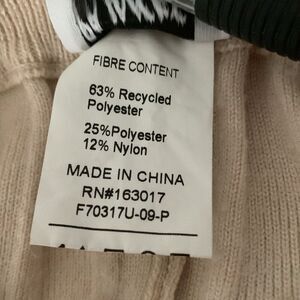 FIBRE CONTENT
63% Recycled
Polyester
25%Polyester
12% Nylon
MADE IN CHINA
RN#163017
F70317U-09-P